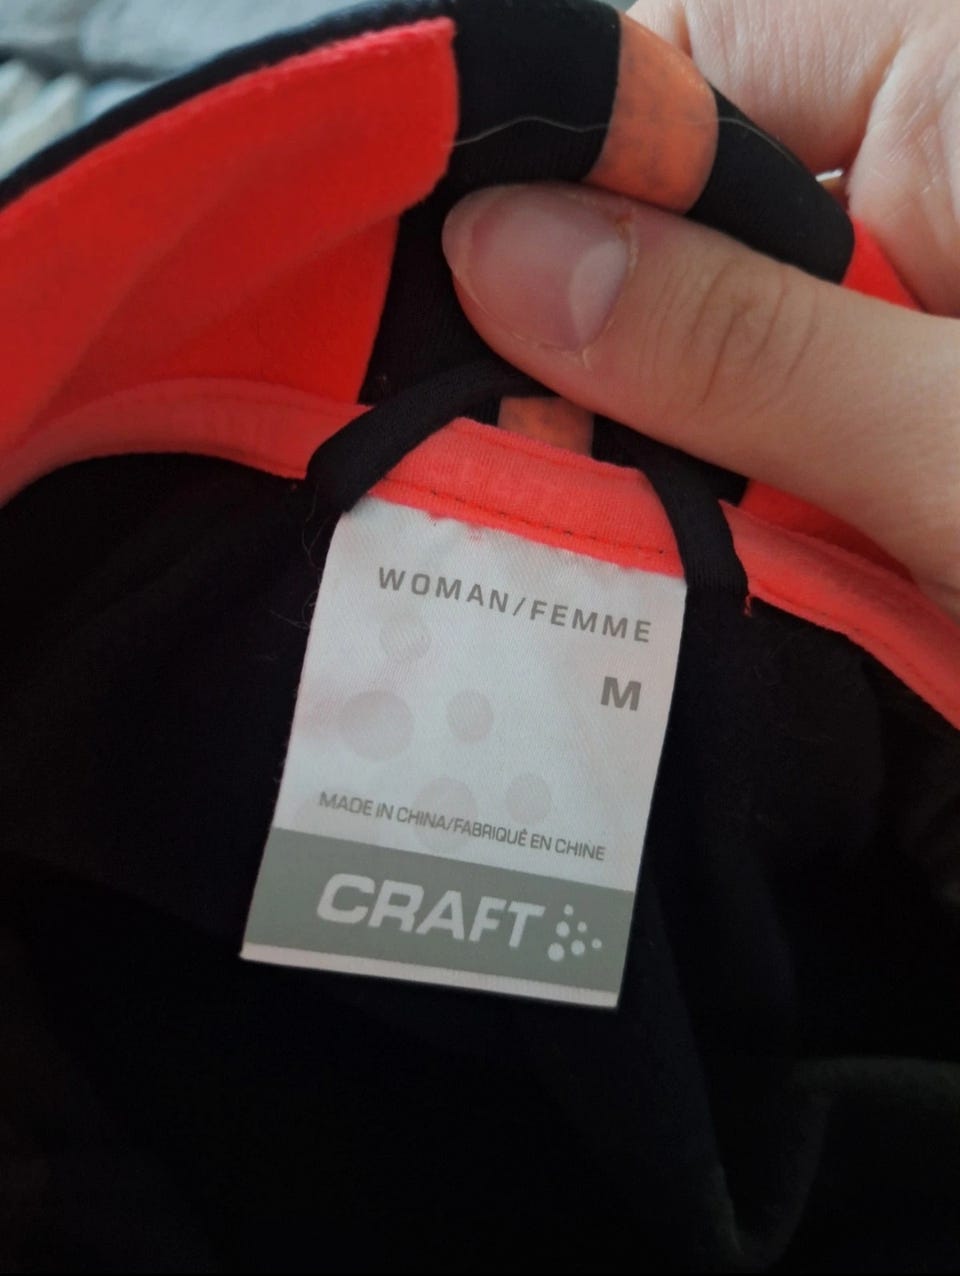 WOMAN/FEMME
M
MADE IN CHINA/FABRIQUÉ EN CHINE
CRAFT